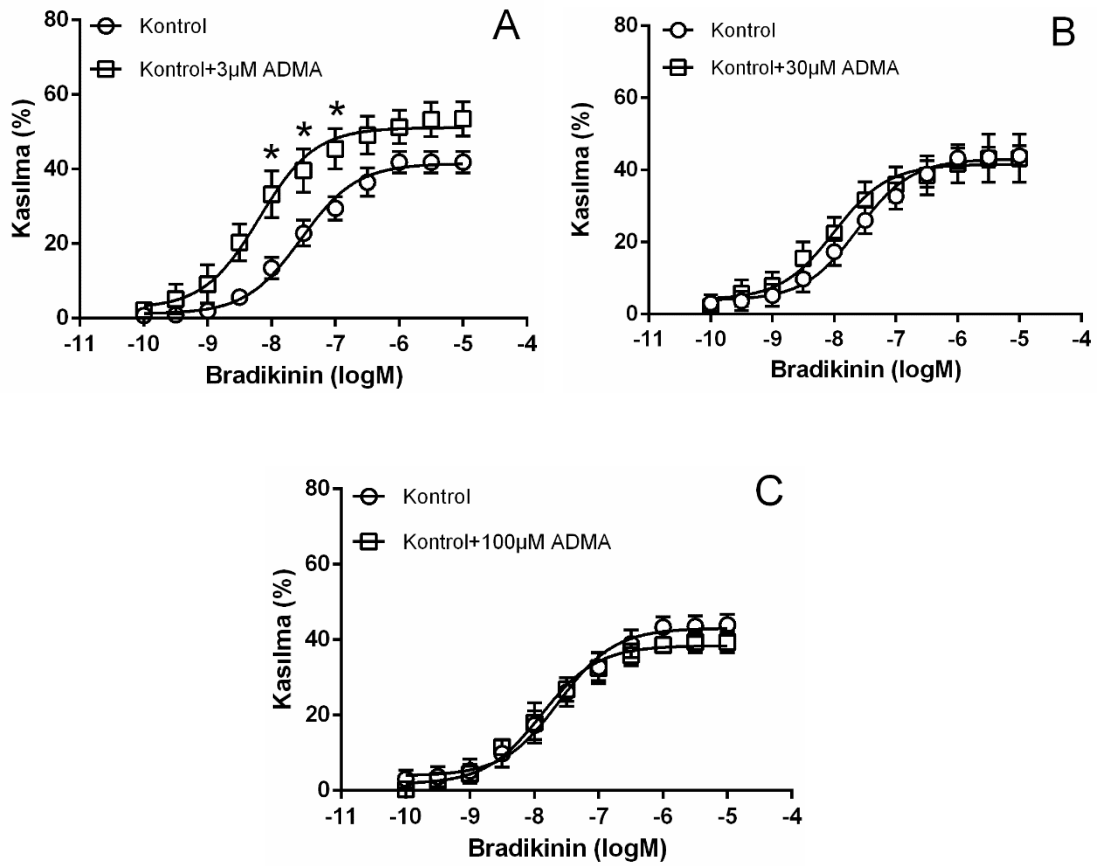 A
Kontrol
Kontrol+3µM ADMA
* * *
Kasılma (%)
80
60
40
20
0
-11 -10 -9 -8 -7 -6 -5 -4
Bradikinin (logM)
B
Kontrol
Kontrol+30µM ADMA
Kasılma (%)
80
60
40
20
0
-11 -10 -9 -8 -7 -6 -5 -4
Bradikinin (logM)
C
Kontrol
Kontrol+100µM ADMA
Kasılma (%)
80
60
40
20
0
-11 -10 -9 -8 -7 -6 -5 -4
Bradikinin (logM)